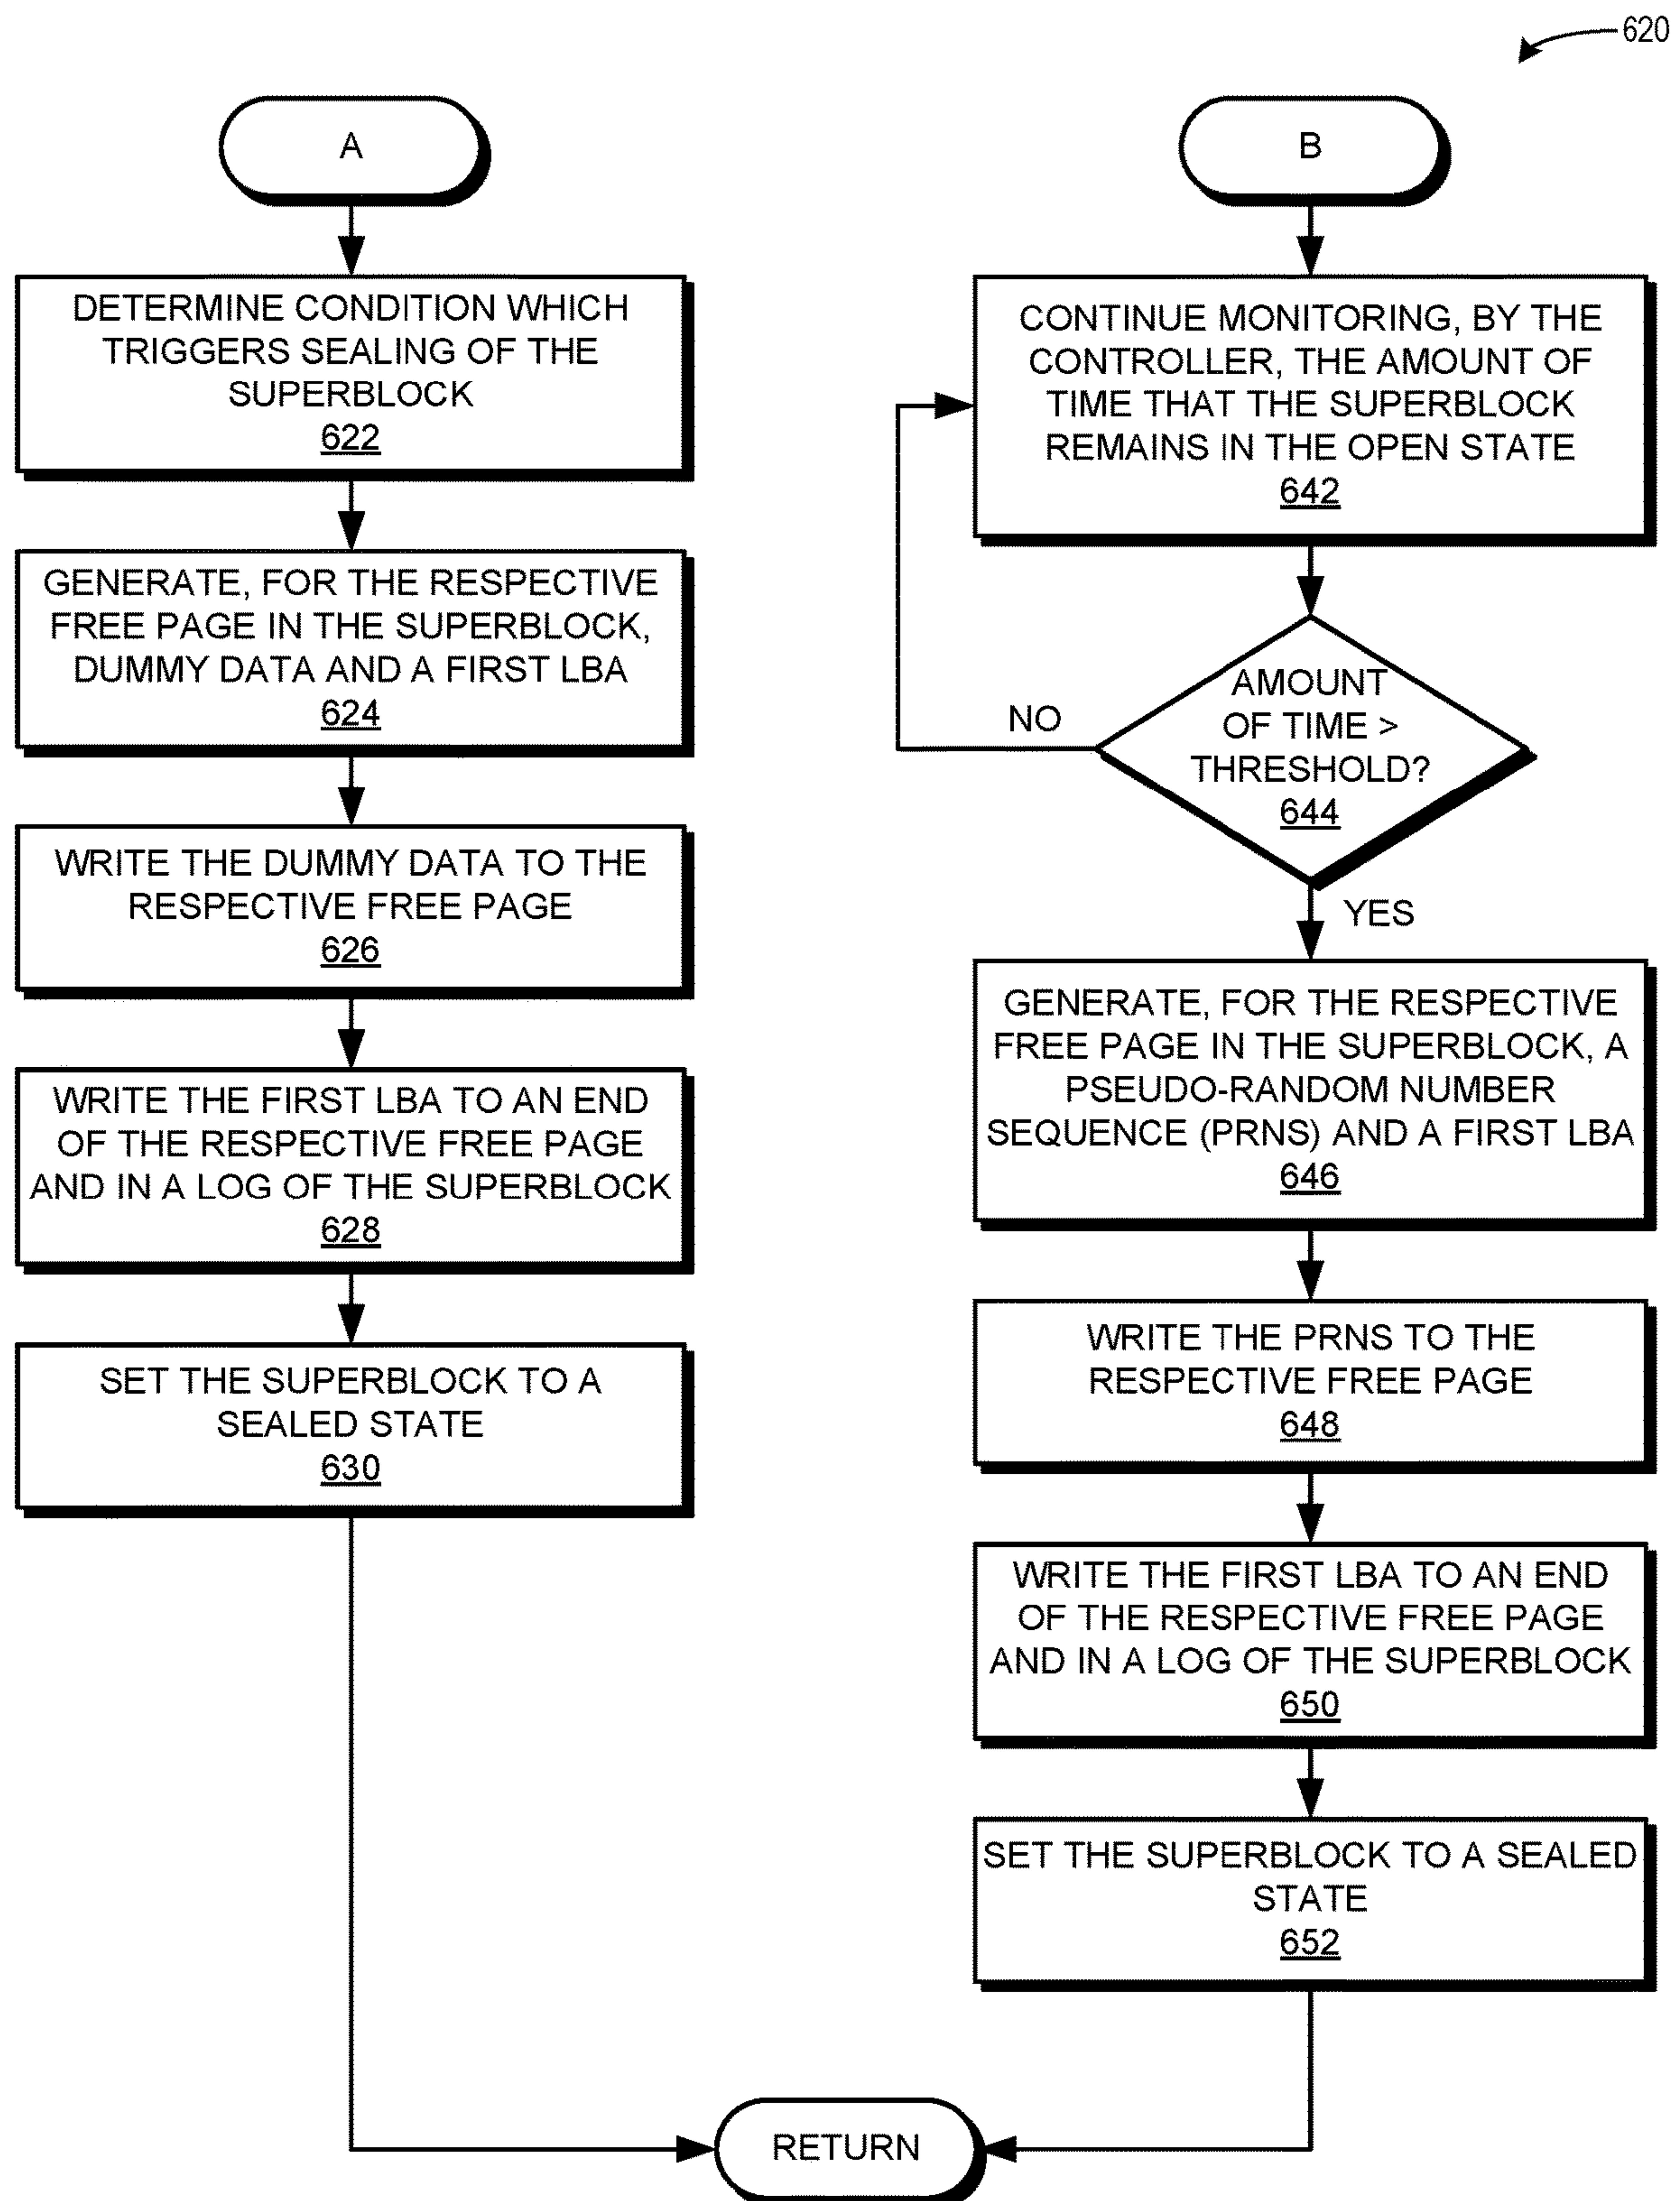 620
A
DETERMINE CONDITION WHICH
TRIGGERS SEALING OF THE
SUPERBLOCK
622
GENERATE, FOR THE RESPECTIVE
FREE PAGE IN THE SUPERBLOCK,
DUMMY DATA AND A FIRST LBA
624
WRITE THE DUMMY DATA TO THE
RESPECTIVE FREE PAGE
626
WRITE THE FIRST LBA TO AN END
OF THE RESPECTIVE FREE PAGE
AND IN A LOG OF THE SUPERBLOCK
628
SET THE SUPERBLOCK TO A
SEALED STATE
630
B
CONTINUE MONITORING, BY THE
CONTROLLER, THE AMOUNT OF
TIME THAT THE SUPERBLOCK
REMAINS IN THE OPEN STATE
642
AMOUNT
OF TIME >
THRESHOLD?
644
NO
YES
GENERATE, FOR THE RESPECTIVE
FREE PAGE IN THE SUPERBLOCK, A
PSEUDO-RANDOM NUMBER
SEQUENCE (PRNS) AND A FIRST LBA
646
WRITE THE PRNS TO THE
RESPECTIVE FREE PAGE
648
WRITE THE FIRST LBA TO AN END
OF THE RESPECTIVE FREE PAGE
AND IN A LOG OF THE SUPERBLOCK
650
SET THE SUPERBLOCK TO A SEALED
STATE
652
RETURN